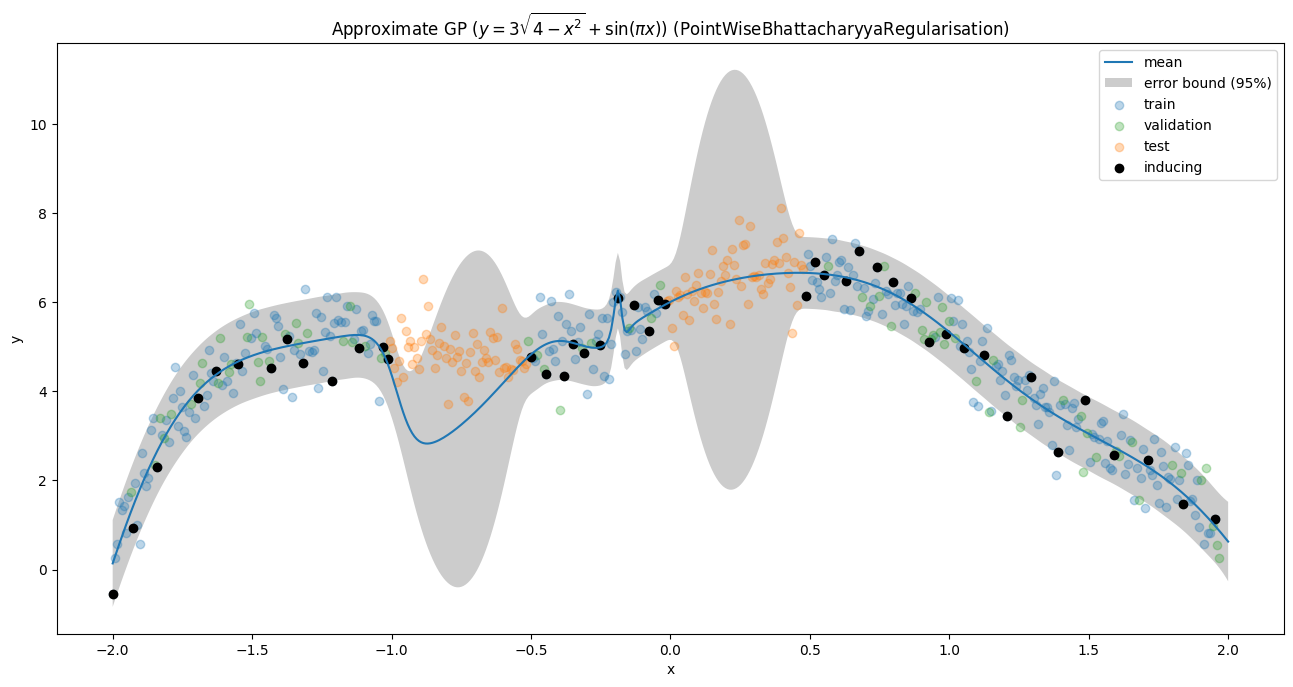 Approximate GP (y = 3√4 − x² + sin(πx)) (PointWiseBhattacharyyaRegularisation)
mean
error bound (95%)
train
validation
test
inducing
10
8
6
4
2
0
y
−2.0 −1.5 −1.0 −0.5 0.0 0.5 1.0 1.5 2.0
x